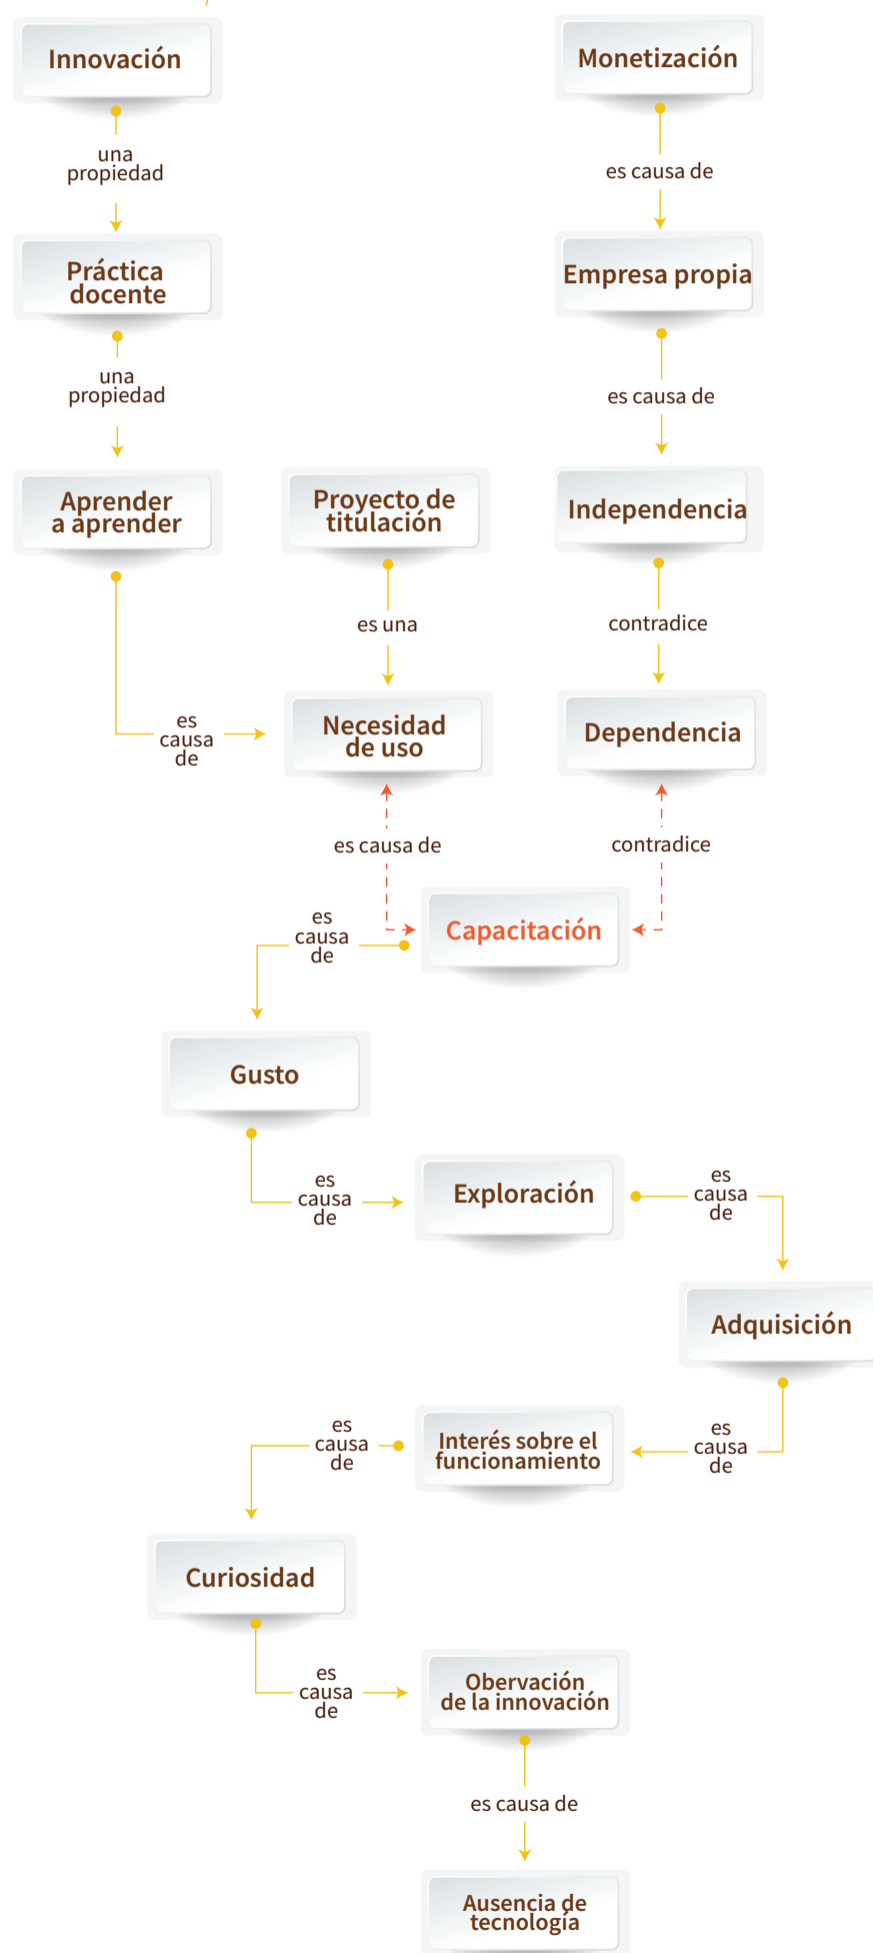 Innovación
Monetización
una
propiedad
es causa de
Práctica
docente
Empresa propia
una
propiedad
es causa de
Aprender
a aprender
Proyecto de
titulación
Independencia
es una
contradice
es
causa
de
Necesidad
de uso
Dependencia
es causa de
contradice
es
causa
de
Capacitación
Gusto
es
causa
de
Exploración
es
causa
de
Adquisición
es
causa
de
Interés sobre el
funcionamiento
es
causa
de
Curiosidad
es
causa
de
Obervación
de la innovación
es causa de
Ausencia de
tecnología